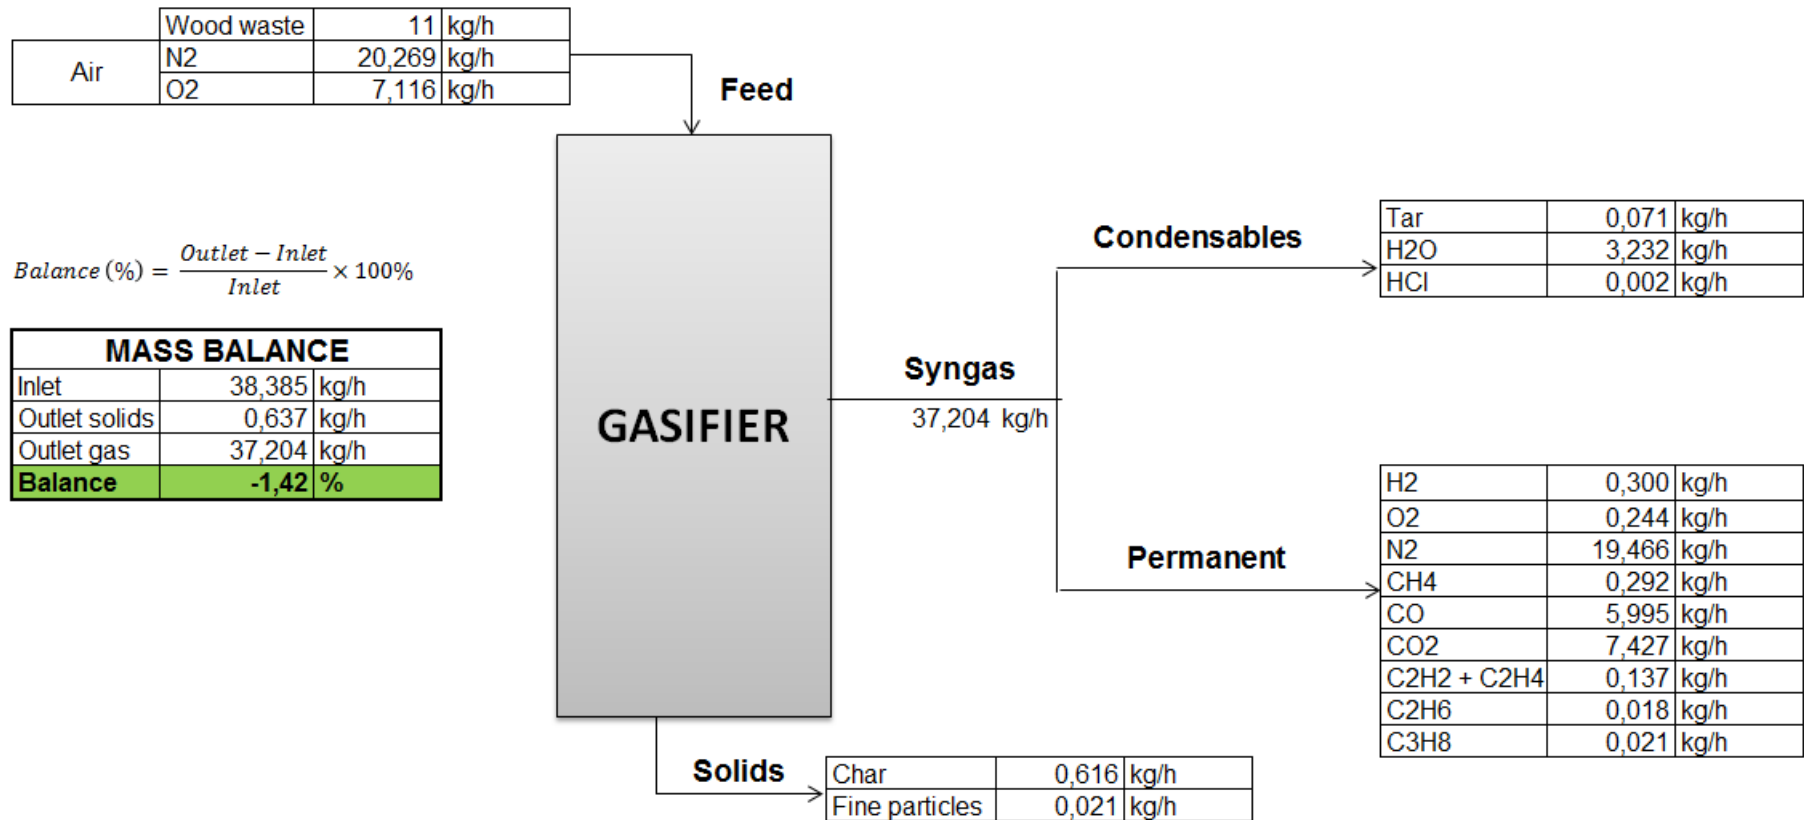 Wood waste 11 kg/h
Air N2 20,269 kg/h
O2 7,116 kg/h
Feed
Balance (%) = (Outlet − Inlet) / Inlet × 100%
MASS BALANCE
Inlet 38,385 kg/h
Outlet solids 0,637 kg/h
Outlet gas 37,204 kg/h
Balance -1,42 %
GASIFIER
Syngas
37,204 kg/h
Condensables
Tar 0,071 kg/h
H2O 3,232 kg/h
HCl 0,002 kg/h
Permanent
H2 0,300 kg/h
O2 0,244 kg/h
N2 19,466 kg/h
CH4 0,292 kg/h
CO 5,995 kg/h
CO2 7,427 kg/h
C2H2 + C2H4 0,137 kg/h
C2H6 0,018 kg/h
C3H8 0,021 kg/h
Solids
Char 0,616 kg/h
Fine particles 0,021 kg/h